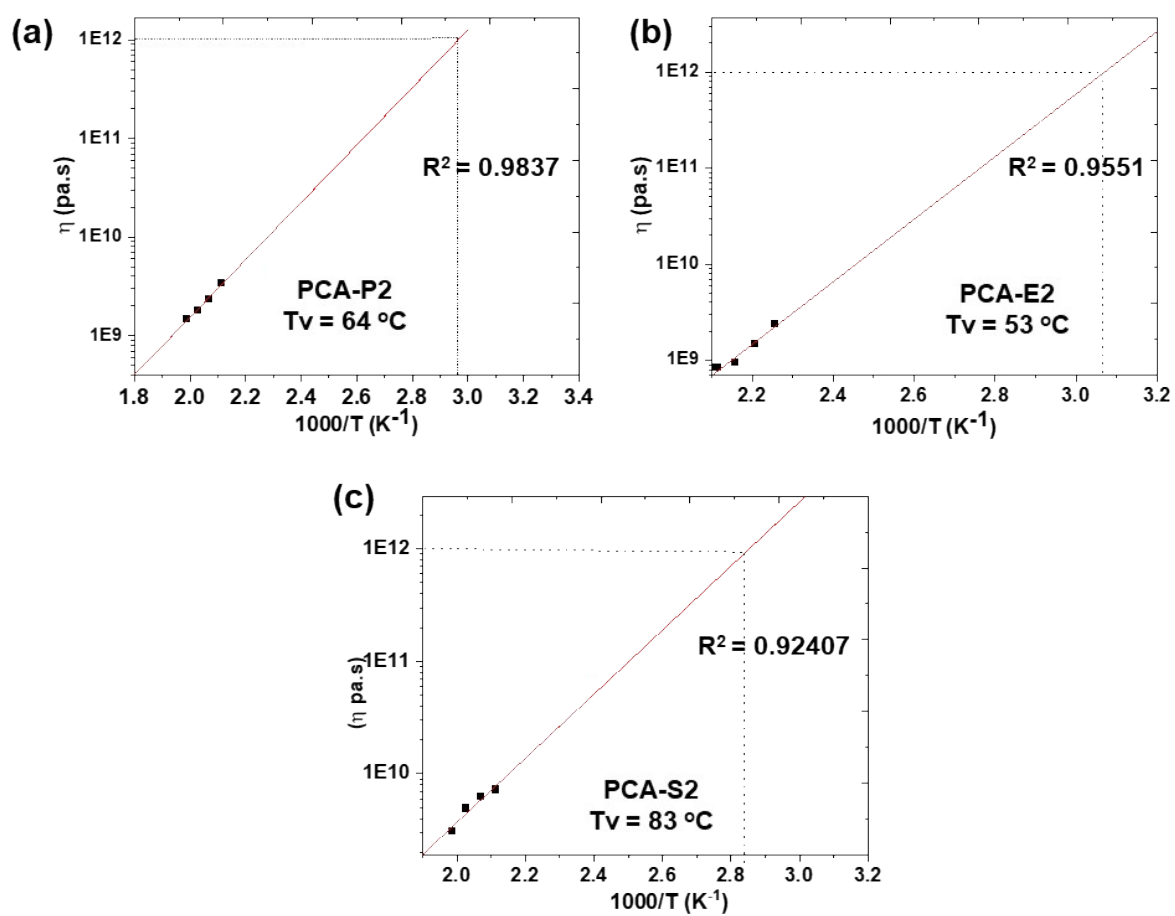 (a)
1E12
1E11
1E10
1E9
η (pa.s)
R² = 0.9837
PCA-P2
Tv = 64 °C
1.8 2.0 2.2 2.4 2.6 2.8 3.0 3.2 3.4
1000/T (K⁻¹)
(b)
1E12
1E11
1E10
1E9
η (pa.s)
R² = 0.9551
PCA-E2
Tv = 53 °C
2.2 2.4 2.6 2.8 3.0 3.2
1000/T (K⁻¹)
(c)
1E12
1E11
1E10
(η pa.s)
R² = 0.92407
PCA-S2
Tv = 83 °C
2.0 2.2 2.4 2.6 2.8 3.0 3.2
1000/T (K⁻¹)